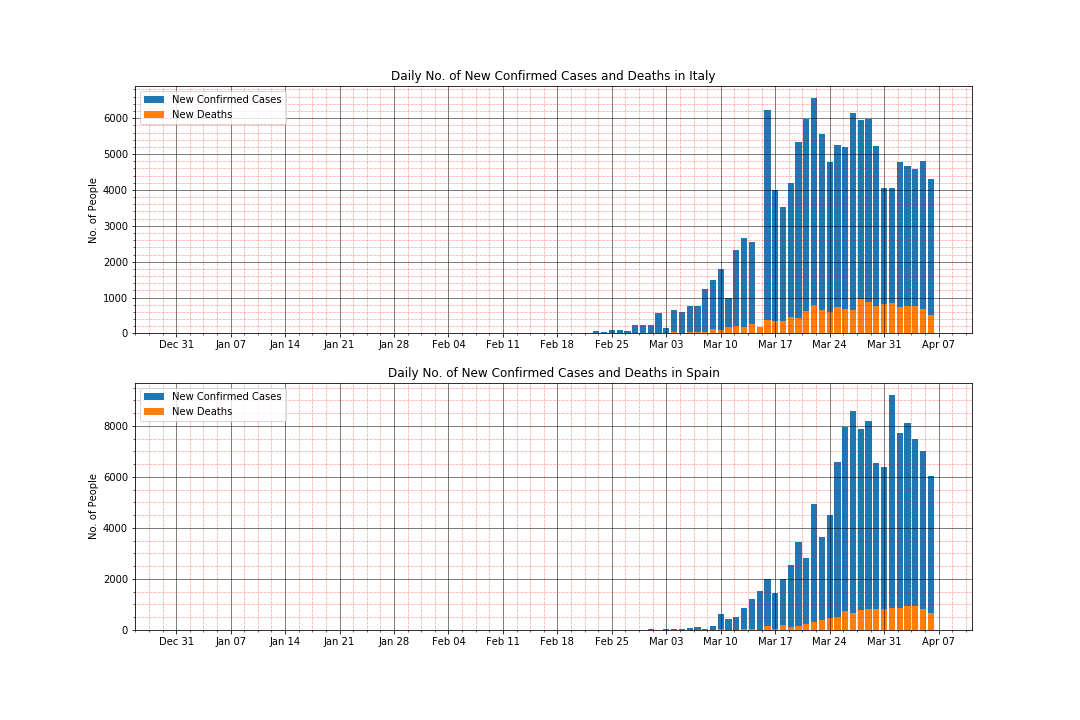 Daily No. of New Confirmed Cases and Deaths in Italy
New Confirmed Cases
New Deaths
No. of People
6000
5000
4000
3000
2000
1000
0
Dec 31 Jan 07 Jan 14 Jan 21 Jan 28 Feb 04 Feb 11 Feb 18 Feb 25 Mar 03 Mar 10 Mar 17 Mar 24 Mar 31 Apr 07
Daily No. of New Confirmed Cases and Deaths in Spain
New Confirmed Cases
New Deaths
No. of People
8000
6000
4000
2000
0
Dec 31 Jan 07 Jan 14 Jan 21 Jan 28 Feb 04 Feb 11 Feb 18 Feb 25 Mar 03 Mar 10 Mar 17 Mar 24 Mar 31 Apr 07